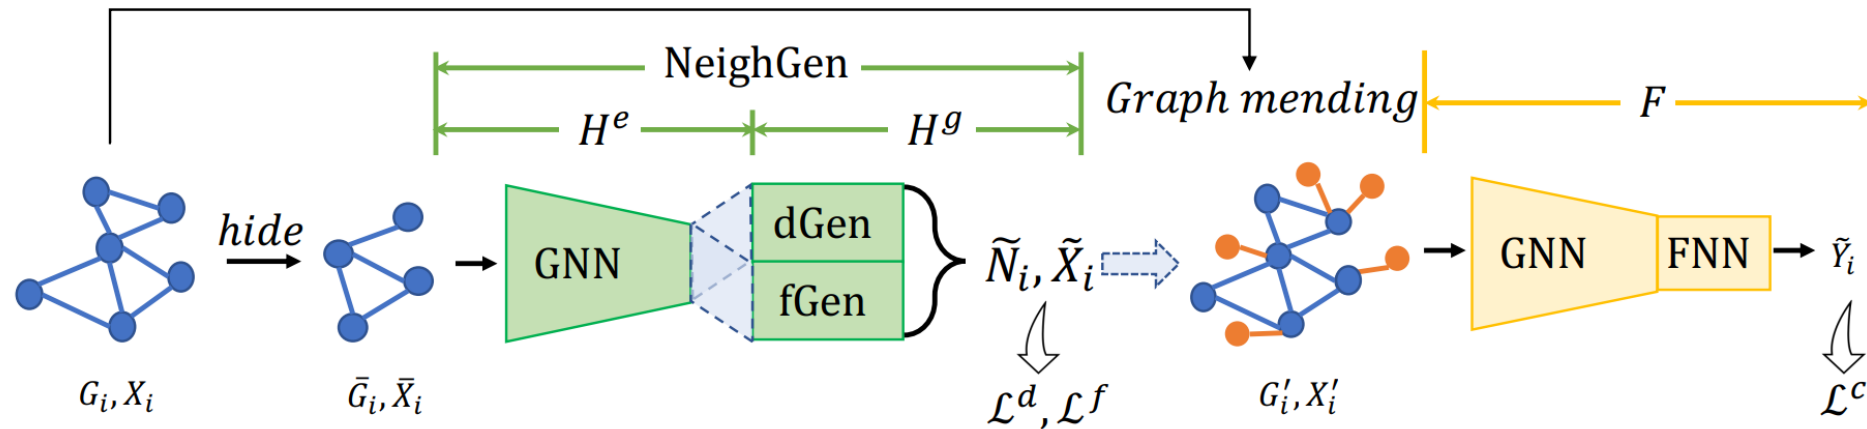 NeighGen
Graph mending
F
H^e
H^g
hide
GNN
dGen
fGen
Ñ_i, X̃_i
GNN
FNN
Ỹ_i
G_i, X_i
Ḡ_i, X̄_i
ℒ^d, ℒ^f
G'_i, X'_i
ℒ^c